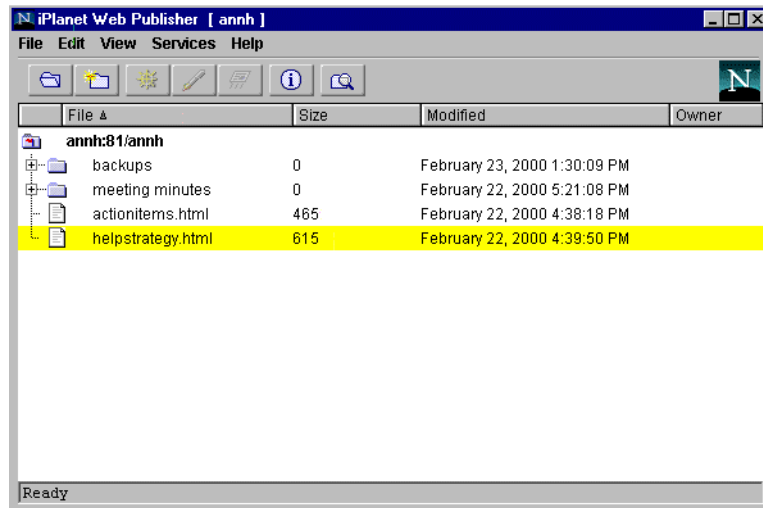 N iPlanet Web Publisher [ annh ]
File Edit View Services Help
N
File Size Modified Owner
annh:81/annh
backups 0 February 23, 2000 1:30:09 PM
meeting minutes 0 February 22, 2000 5:21:08 PM
actionitems.html 465 February 22, 2000 4:38:18 PM
helpstrategy.html 615 February 22, 2000 4:39:50 PM
Ready